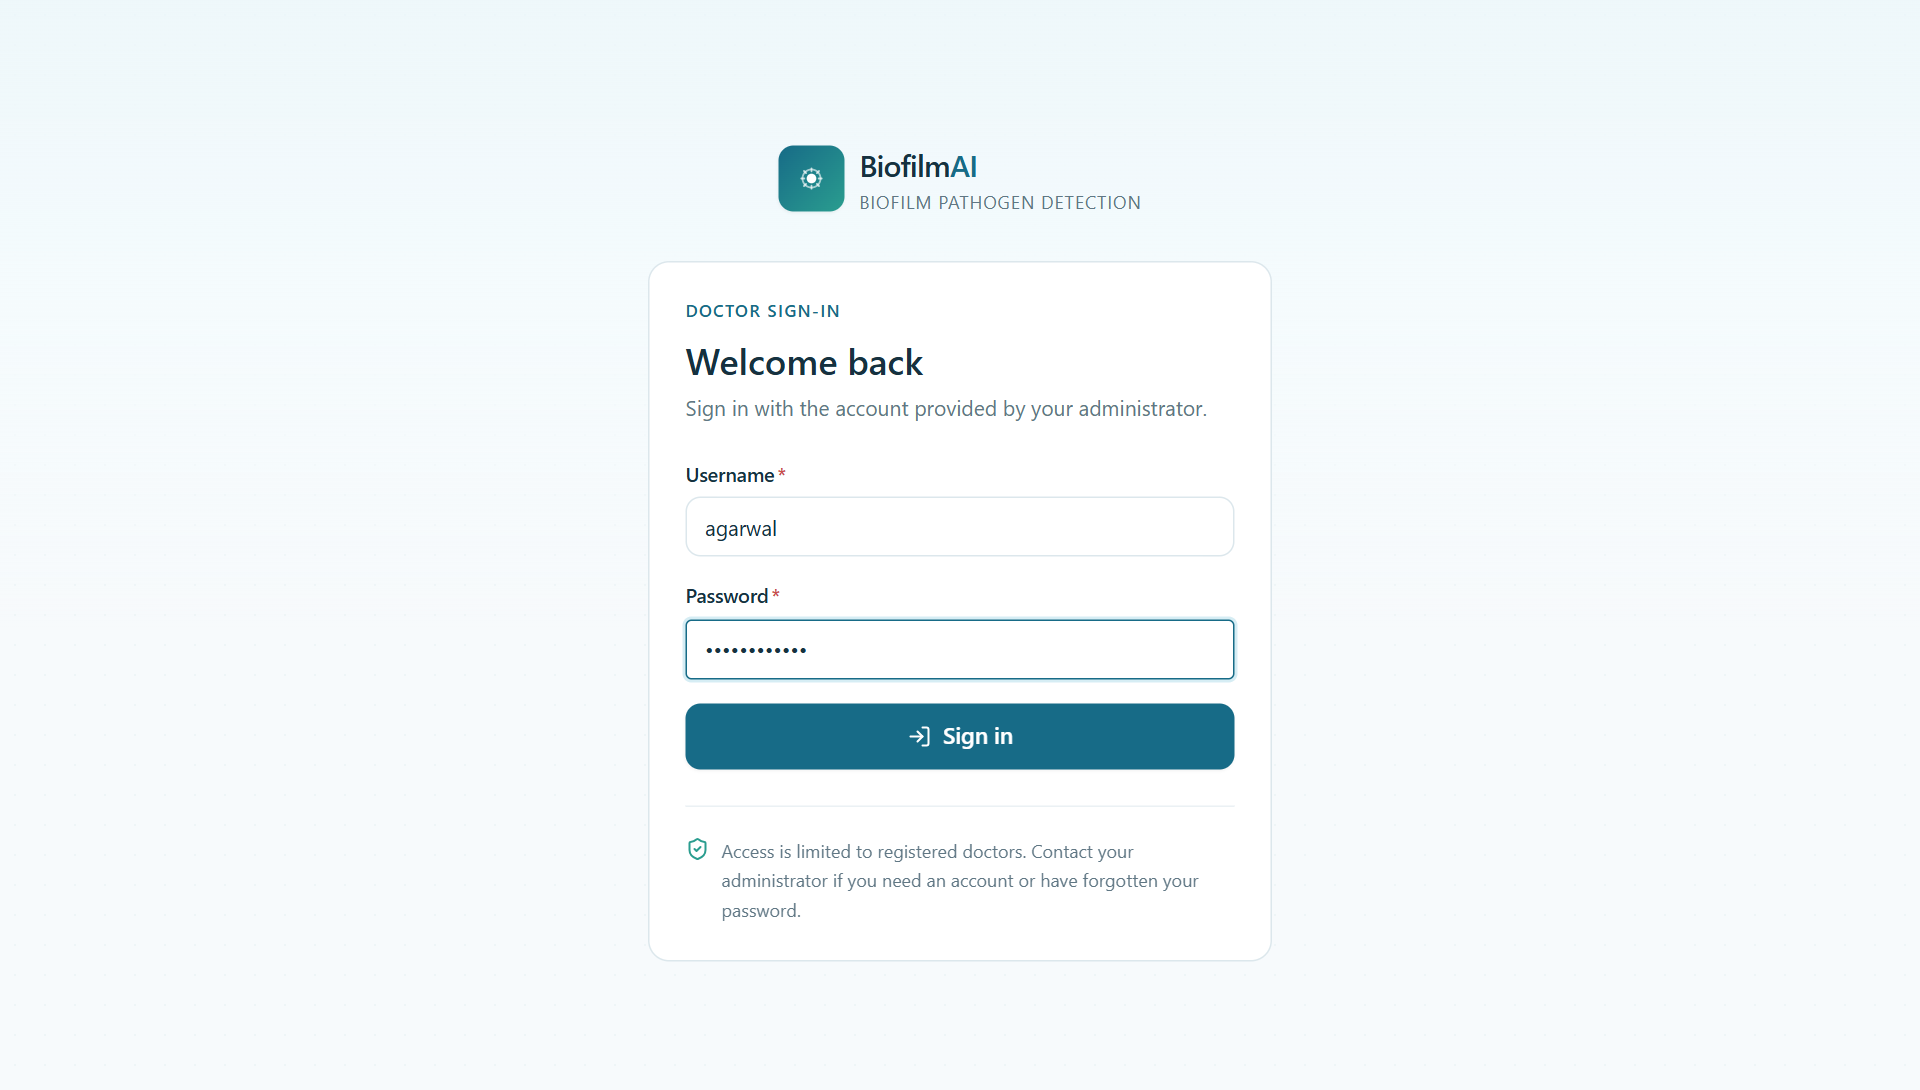 BiofilmAI
BIOFILM PATHOGEN DETECTION
DOCTOR SIGN-IN
Welcome back
Sign in with the account provided by your administrator.
Username*
agarwal
Password*
••••••••••••
Sign in
Access is limited to registered doctors. Contact your
administrator if you need an account or have forgotten your
password.